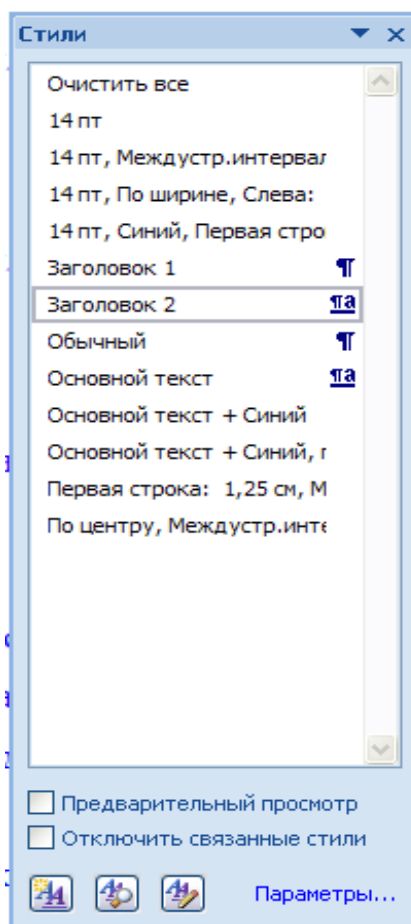 Стили
Очистить все
14 пт
14 пт, Междустр.интервал
14 пт, По ширине, Слева:
14 пт, Синий, Первая стро
Заголовок 1 ¶
Заголовок 2 ¶a
Обычный ¶
Основной текст ¶a
Основной текст + Синий
Основной текст + Синий, г
Первая строка: 1,25 см, М
По центру, Междустр.инте
Предварительный просмотр
Отключить связанные стили
Параметры...